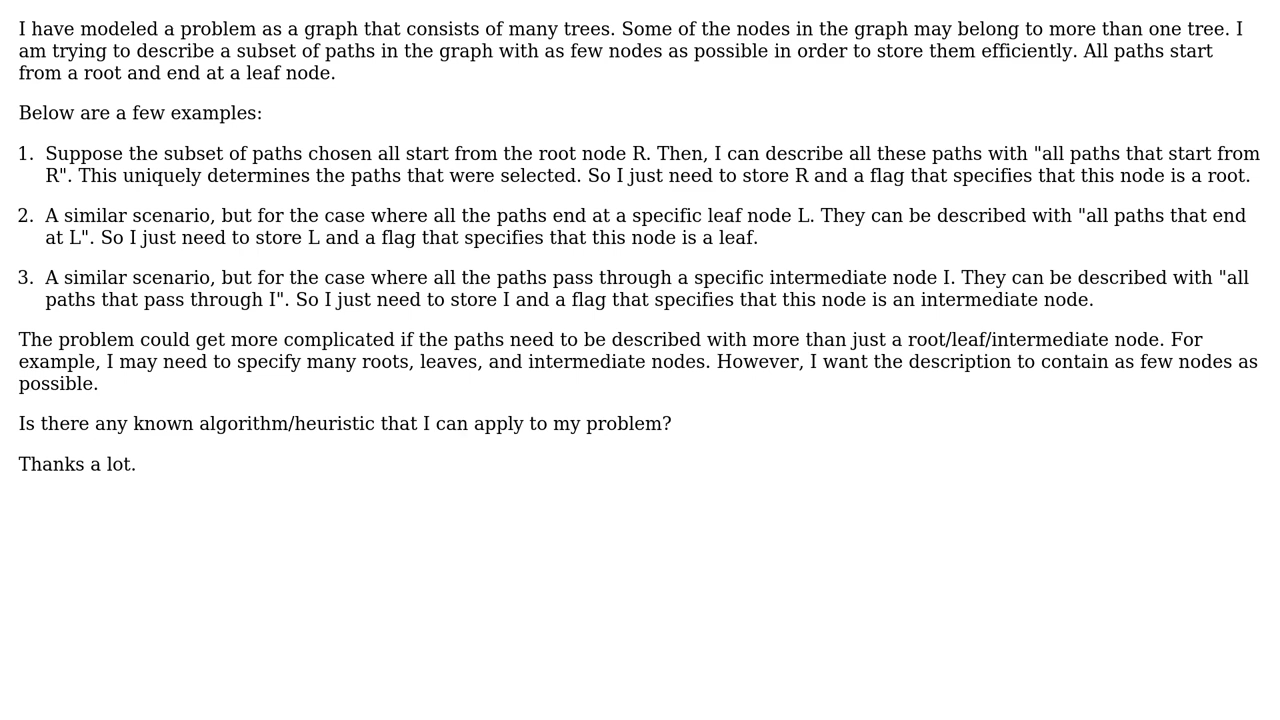 I have modeled a problem as a graph that consists of many trees. Some of the nodes in the graph may belong to more than one tree. I
am trying to describe a subset of paths in the graph with as few nodes as possible in order to store them efficiently. All paths start
from a root and end at a leaf node.
Below are a few examples:
1. Suppose the subset of paths chosen all start from the root node R. Then, I can describe all these paths with "all paths that start from
R". This uniquely determines the paths that were selected. So I just need to store R and a flag that specifies that this node is a root.
2. A similar scenario, but for the case where all the paths end at a specific leaf node L. They can be described with "all paths that end
at L". So I just need to store L and a flag that specifies that this node is a leaf.
3. A similar scenario, but for the case where all the paths pass through a specific intermediate node I. They can be described with "all
paths that pass through I". So I just need to store I and a flag that specifies that this node is an intermediate node.
The problem could get more complicated if the paths need to be described with more than just a root/leaf/intermediate node. For
example, I may need to specify many roots, leaves, and intermediate nodes. However, I want the description to contain as few nodes as
possible.
Is there any known algorithm/heuristic that I can apply to my problem?
Thanks a lot.